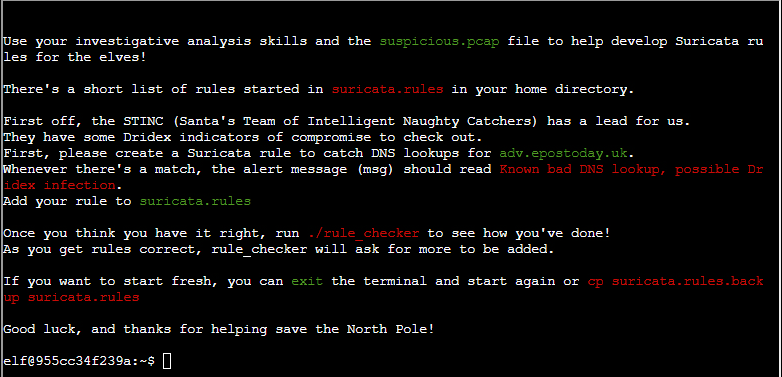 Use your investigative analysis skills and the suspicious.pcap file to help develop Suricata ru
les for the elves!
There's a short list of rules started in suricata.rules in your home directory.
First off, the STINC (Santa's Team of Intelligent Naughty Catchers) has a lead for us.
They have some Dridex indicators of compromise to check out.
First, please create a Suricata rule to catch DNS lookups for adv.epostoday.uk.
Whenever there's a match, the alert message (msg) should read Known bad DNS lookup, possible Dr
idex infection.
Add your rule to suricata.rules
Once you think you have it right, run ./rule_checker to see how you've done!
As you get rules correct, rule_checker will ask for more to be added.
If you want to start fresh, you can exit the terminal and start again or cp suricata.rules.back
up suricata.rules
Good luck, and thanks for helping save the North Pole!
elf@955cc34f239a:~$